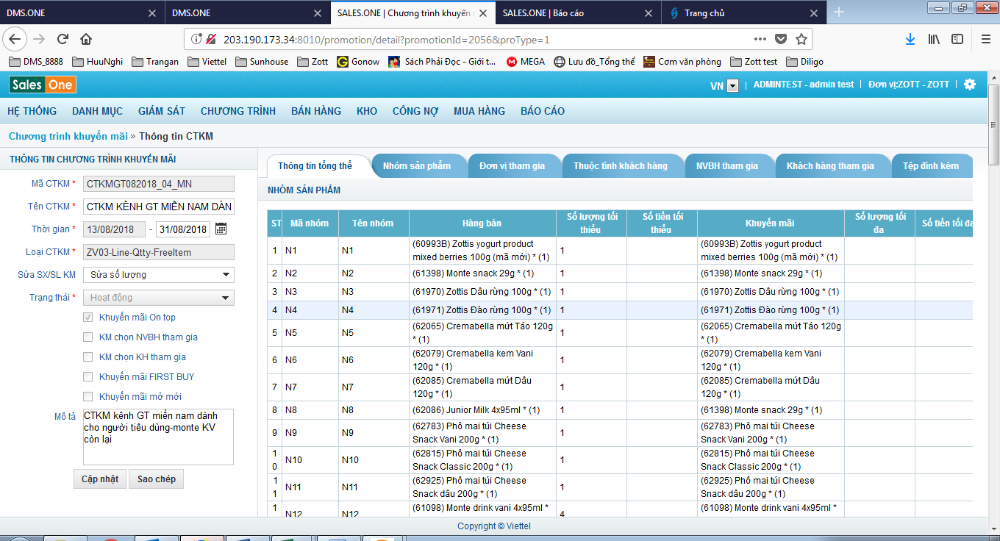 DMS.ONE
DMS.ONE
SALES.ONE | Chương trình khuyến
SALES.ONE | Báo cáo
Trang chủ
203.190.173.34:8010/promotion/detail?promotionId=2056&proType=1
DMS_8888 HuuNghi Trangan Viettel Sunhouse Zott Gonow Sách Phải Đọc - Giới t... MEGA Lưu đồ_Tổng thể Cơm văn phòng Zott test Diligo
Sales One
VN | ADMINTEST - admin test | Đơn vị:ZOTT - ZOTT |
HỆ THỐNG DANH MỤC GIÁM SÁT CHƯƠNG TRÌNH BÁN HÀNG KHO CÔNG NỢ MUA HÀNG BÁO CÁO
Chương trình khuyến mãi » Thông tin CTKM
THÔNG TIN CHƯƠNG TRÌNH KHUYẾN MÃI
Mã CTKM * CTKMGT082018_04_MN
Tên CTKM * CTKM KÊNH GT MIỀN NAM DÀN
Thời gian * 13/08/2018 - 31/08/2018
Loại CTKM * ZV03-Line-Qtty-FreeItem
Sửa SX/SL KM Sửa số lượng
Trạng thái * Hoạt động
Khuyến mãi On top
KM chọn NVBH tham gia
KM chọn KH tham gia
Khuyến mãi FIRST BUY
Khuyến mãi mở mới
Mô tả CTKM kênh GT miền nam dành
cho người tiêu dùng-monte KV
còn lại
Cập nhật Sao chép
Thông tin tổng thể Nhóm sản phẩm Đơn vị tham gia Thuộc tính khách hàng NVBH tham gia Khách hàng tham gia Tệp đính kèm
NHÓM SẢN PHẨM
ST Mã nhóm Tên nhóm Hàng bán Số lượng tối thiểu Số tiền tối thiểu Khuyến mãi Số lượng tối đa Số tiền tối đa
1 N1 N1 (60993B) Zottis yogurt product 1 (60993B) Zottis yogurt product
mixed berries 100g (mã mới) * (1) mixed berries 100g (mã mới) * (1)
2 N2 N2 (61398) Monte snack 29g * (1) 1 (61398) Monte snack 29g * (1)
3 N3 N3 (61970) Zottis Dâu rừng 100g * (1) 1 (61970) Zottis Dâu rừng 100g * (1)
4 N4 N4 (61971) Zottis Đào rừng 100g * (1) 1 (61971) Zottis Đào rừng 100g * (1)
5 N5 N5 (62065) Cremabella mứt Táo 120g 1 (62065) Cremabella mứt Táo 120g
* (1) * (1)
6 N6 N6 (62079) Cremabella kem Vani 1 (62079) Cremabella kem Vani
120g * (1) 120g * (1)
7 N7 N7 (62085) Cremabella mứt Dâu 1 (62085) Cremabella mứt Dâu
120g * (1) 120g * (1)
8 N8 N8 (62086) Junior Milk 4x95ml * (1) 1 (61398) Monte snack 29g * (1)
9 N9 N9 (62783) Phô mai túi Cheese 1 (62783) Phô mai túi Cheese
Snack Vani 200g * (1) Snack Vani 200g * (1)
10 N10 N10 (62815) Phô mai túi Cheese 1 (62815) Phô mai túi Cheese
Snack Classic 200g * (1) Snack Classic 200g * (1)
11 N11 N11 (62925) Phô mai túi Cheese 1 (62925) Phô mai túi Cheese
Snack dâu 200g * (1) Snack dâu 200g * (1)
1 N12 N12 (61098) Monte drink vani 4x95ml * 4 (61098) Monte drink vani 4x95ml *
Copyright © Viettel